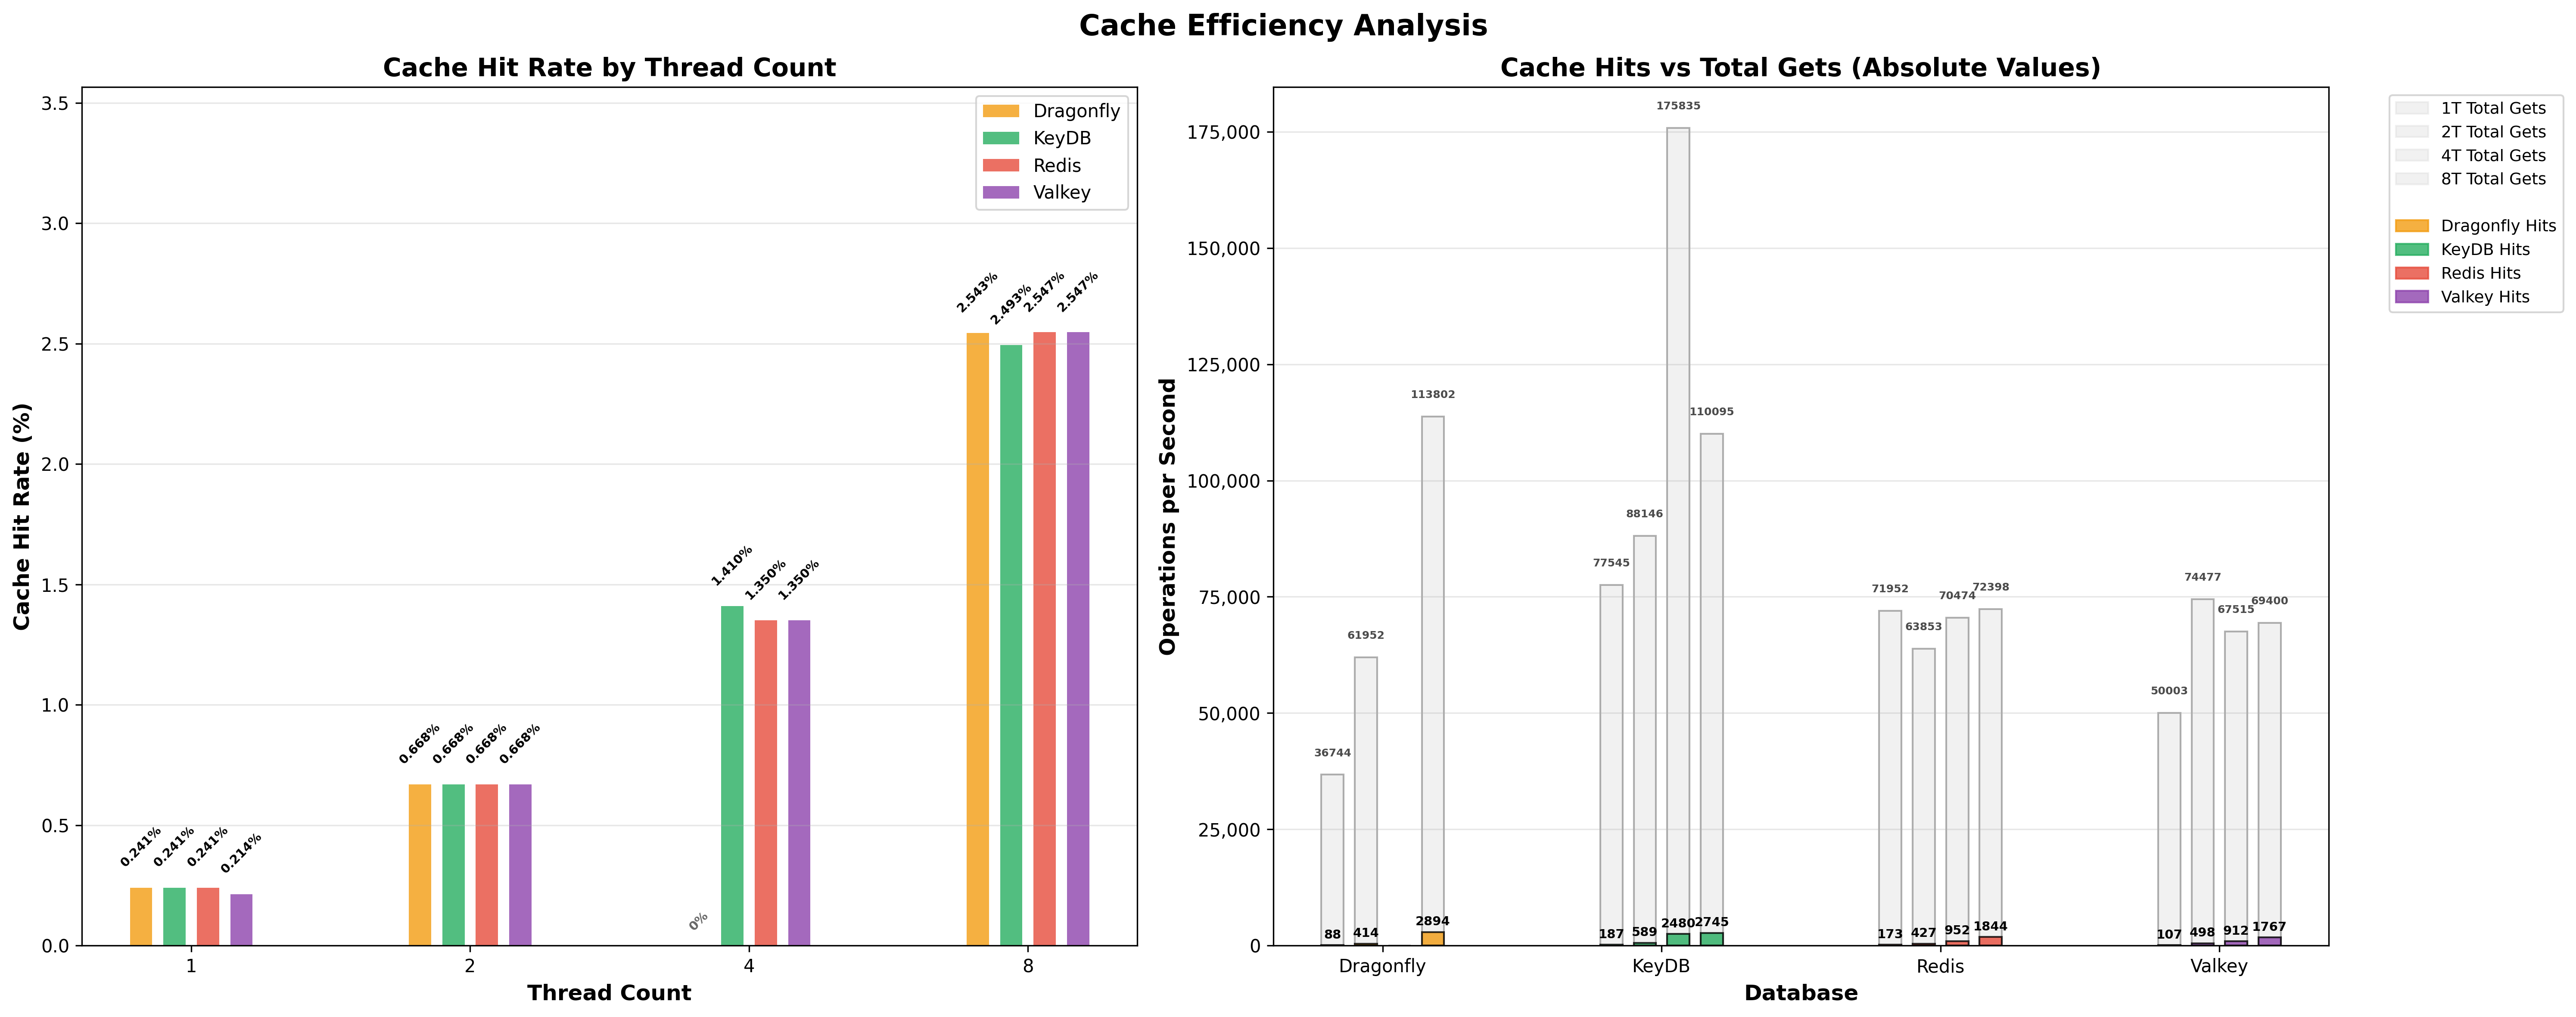 Cache Efficiency Analysis
Cache Hit Rate by Thread Count
Cache Hit Rate (%)
3.5
3.0
2.5
2.0
1.5
1.0
0.5
0.0
Dragonfly
KeyDB
Redis
Valkey
0.241%
0.241%
0.241%
0.214%
0.668%
0.668%
0.668%
0.668%
0%
1.410%
1.350%
1.350%
2.543%
2.493%
2.547%
2.547%
1
2
4
8
Thread Count
Cache Hits vs Total Gets (Absolute Values)
Operations per Second
175,000
150,000
125,000
100,000
75,000
50,000
25,000
0
36744
61952
113802
77545
88146
175835
110095
71952
63853
70474
72398
50003
74477
67515
69400
88
414
2894
187
589
2480
2745
173
427
952
1844
107
498
912
1767
Dragonfly
KeyDB
Redis
Valkey
Database
1T Total Gets
2T Total Gets
4T Total Gets
8T Total Gets
Dragonfly Hits
KeyDB Hits
Redis Hits
Valkey Hits